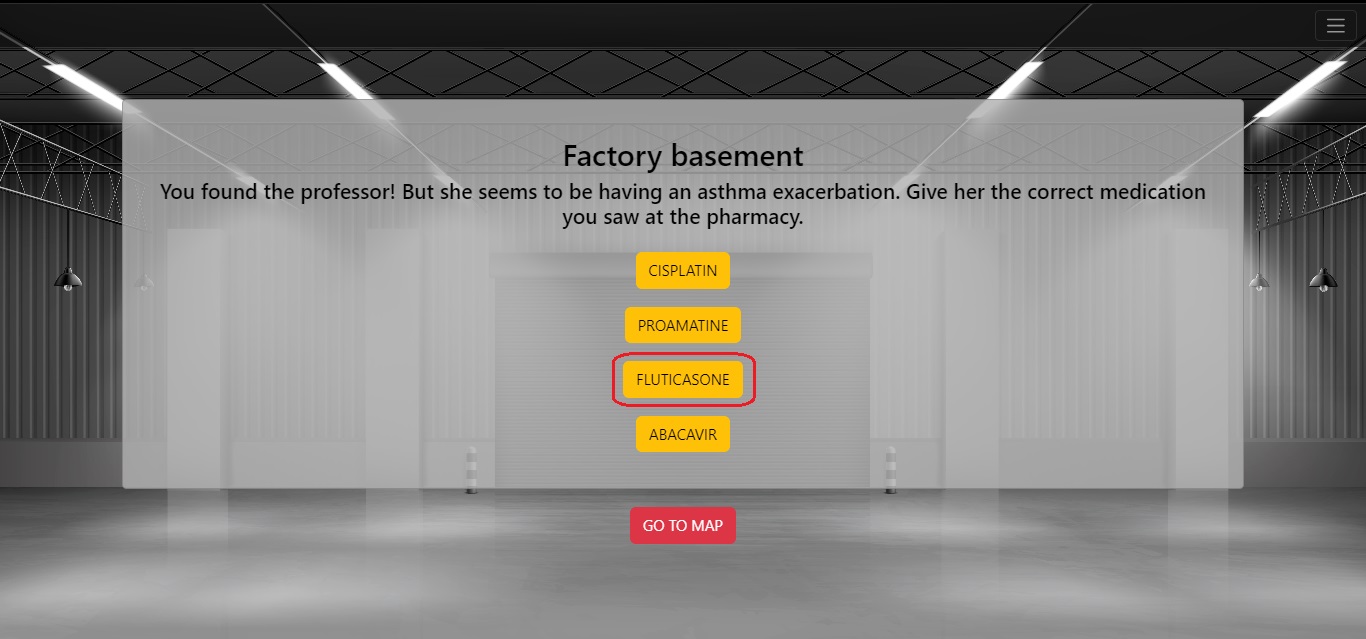 Factory basement
You found the professor! But she seems to be having an asthma exacerbation. Give her the correct medication
you saw at the pharmacy.
CISPLATIN
PROAMATINE
FLUTICASONE
ABACAVIR
GO TO MAP